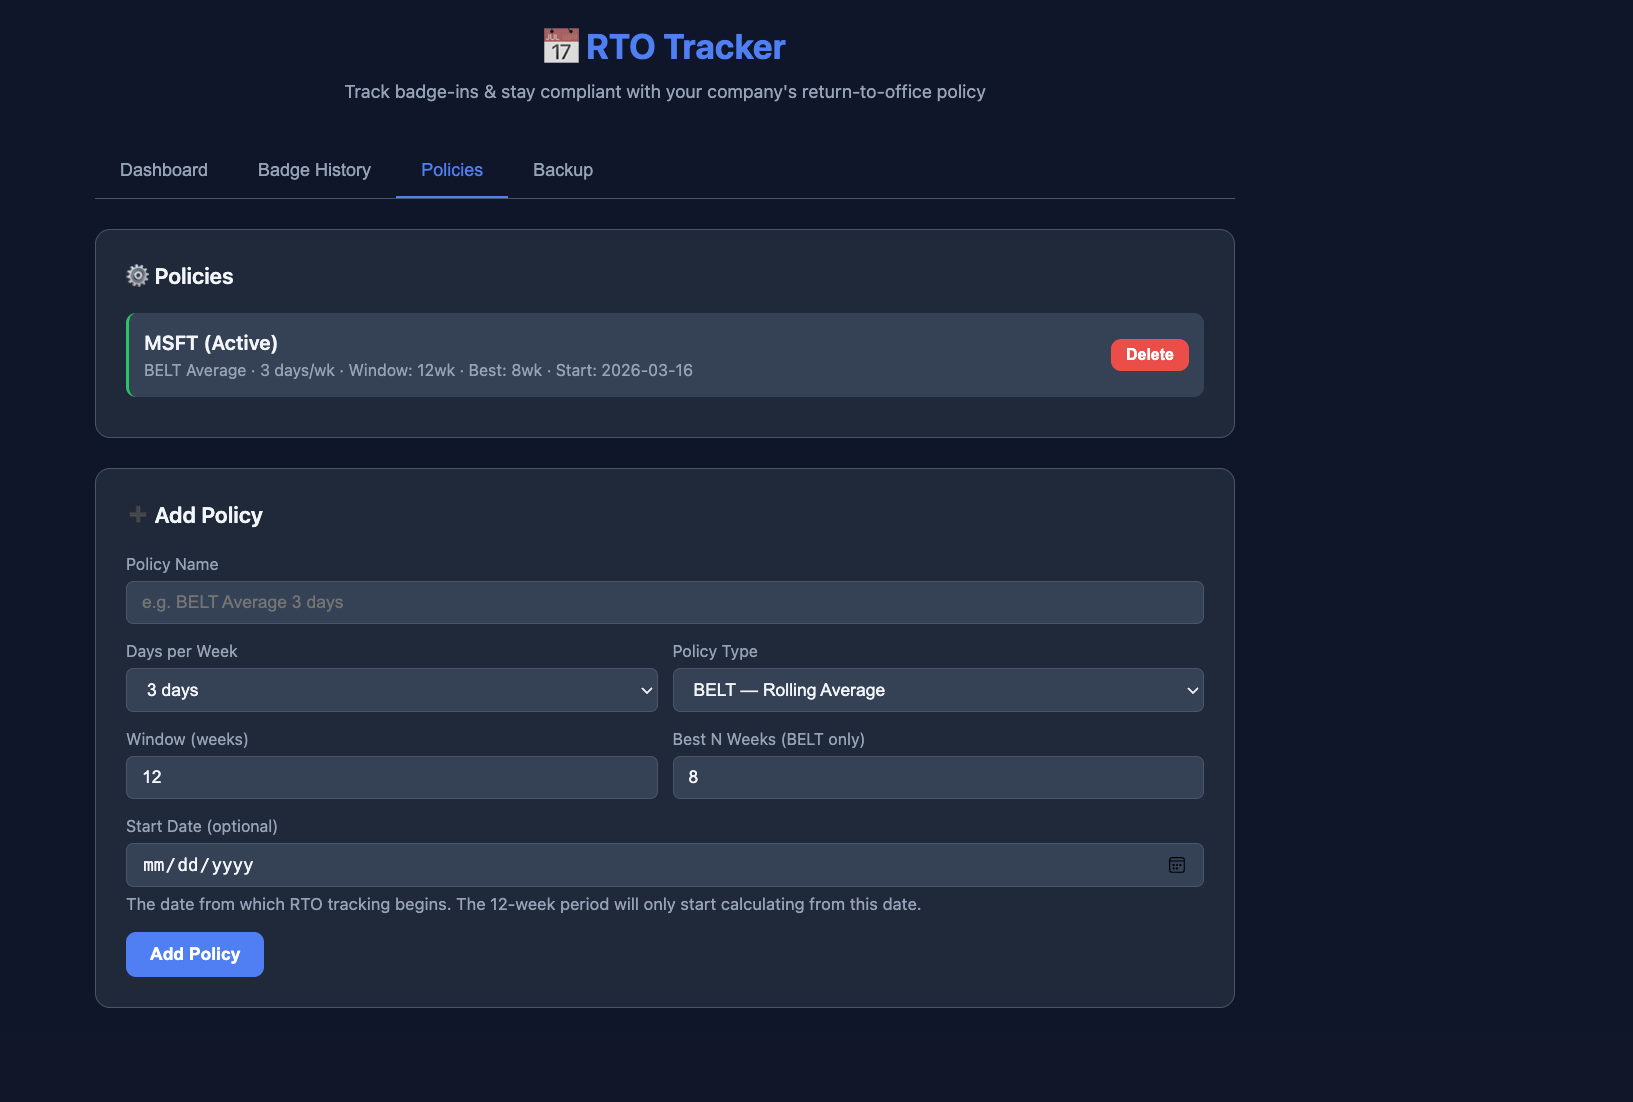 JUL
17
RTO Tracker
Track badge-ins & stay compliant with your company's return-to-office policy
Dashboard Badge History Policies Backup
Policies
MSFT (Active)
BELT Average · 3 days/wk · Window: 12wk · Best: 8wk · Start: 2026-03-16
Delete
Add Policy
Policy Name
e.g. BELT Average 3 days
Days per Week Policy Type
3 days BELT — Rolling Average
Window (weeks) Best N Weeks (BELT only)
12 8
Start Date (optional)
mm/dd/yyyy
The date from which RTO tracking begins. The 12-week period will only start calculating from this date.
Add Policy